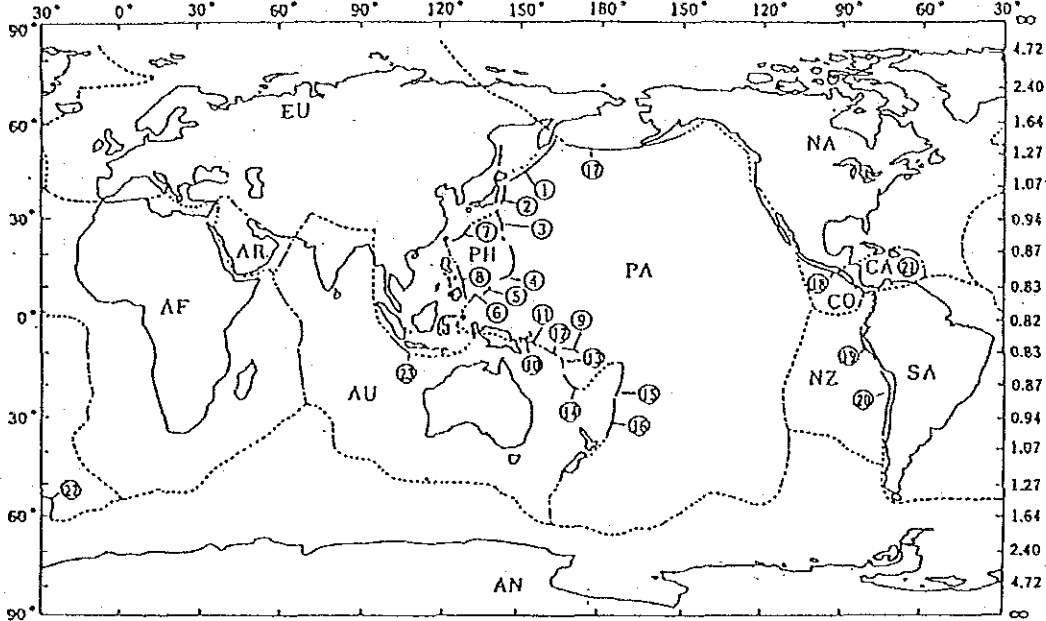 30° 0° 30° 60° 90° 120° 150° 180° 150° 120° 90° 60° 30°
90° ∞
4.72
2.40
EU
60° 1.64
NA
17 1.27
1 1.07
2
30° 3 0.94
7
AR PH PA CA 21 0.87
8 4 18
AF 5 CO 0.83
6 11 9
0° 12 0.82
10 13 19 0.83
23
AU NZ SA
15 20 0.87
14
30° 16 0.94
1.07
22 1.27
60° 1.64
2.40
AN 4.72
90° ∞